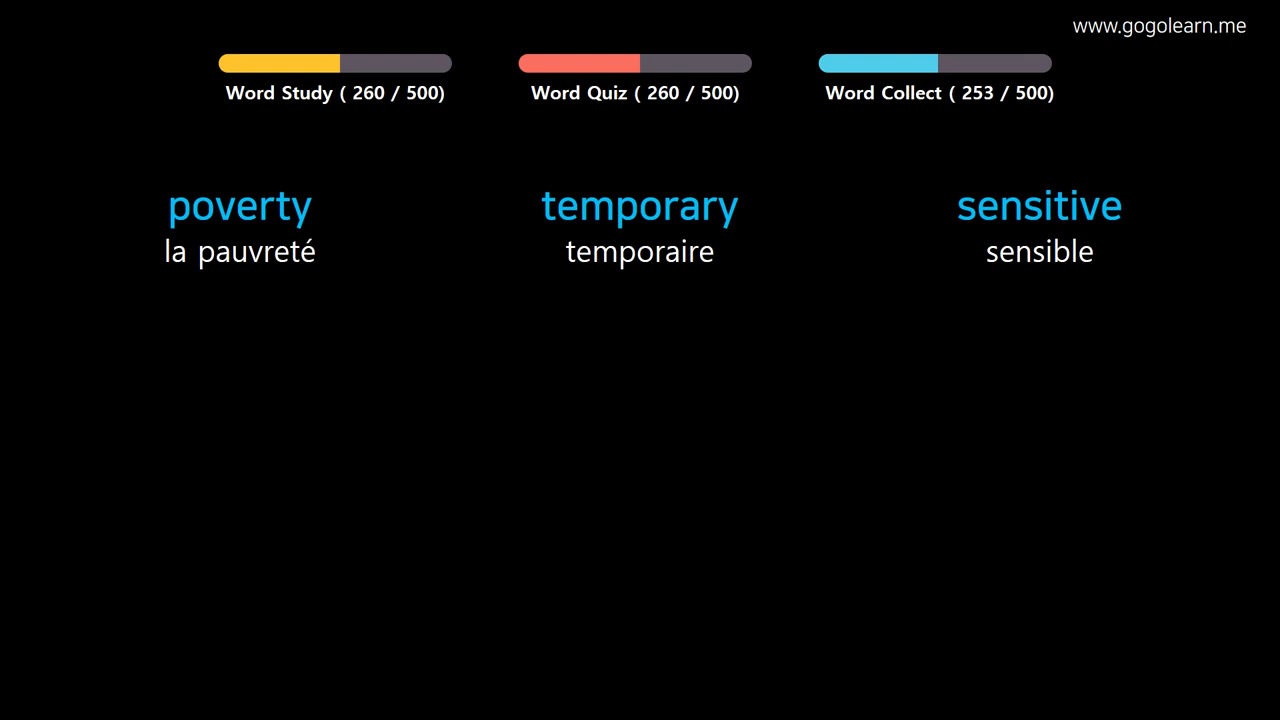 www.gogolearn.me
Word Study ( 260 / 500)
Word Quiz ( 260 / 500)
Word Collect ( 253 / 500)
poverty
la pauvreté
temporary
temporaire
sensitive
sensible